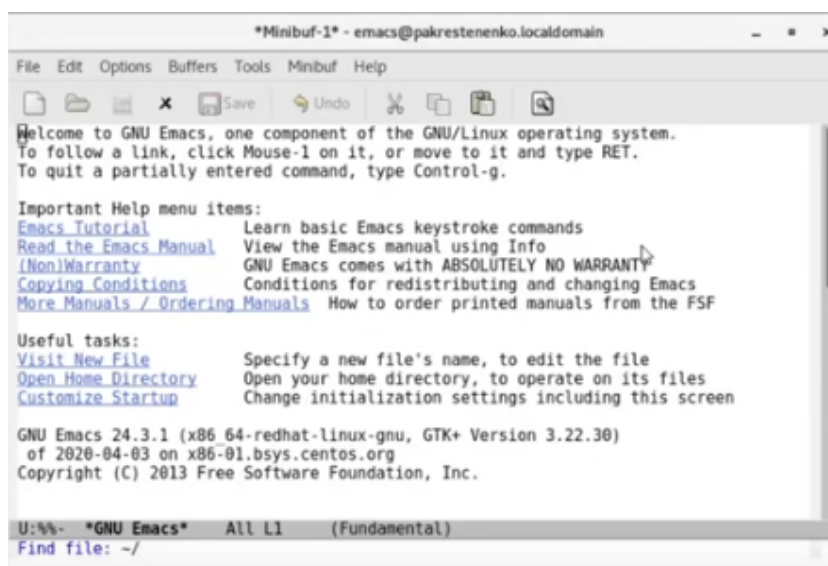 *Minibuf-1* - emacs@pakrestenenko.localdomain
File Edit Options Buffers Tools Minibuf Help
Save Undo
Welcome to GNU Emacs, one component of the GNU/Linux operating system.
To follow a link, click Mouse-1 on it, or move to it and type RET.
To quit a partially entered command, type Control-g.
Important Help menu items:
Emacs Tutorial Learn basic Emacs keystroke commands
Read the Emacs Manual View the Emacs manual using Info
(Non)Warranty GNU Emacs comes with ABSOLUTELY NO WARRANTY
Copying Conditions Conditions for redistributing and changing Emacs
More Manuals / Ordering Manuals How to order printed manuals from the FSF
Useful tasks:
Visit New File Specify a new file's name, to edit the file
Open Home Directory Open your home directory, to operate on its files
Customize Startup Change initialization settings including this screen
GNU Emacs 24.3.1 (x86_64-redhat-linux-gnu, GTK+ Version 3.22.30)
of 2020-04-03 on x86-01.bsys.centos.org
Copyright (C) 2013 Free Software Foundation, Inc.
U:%%- *GNU Emacs* All L1 (Fundamental)
Find file: ~/